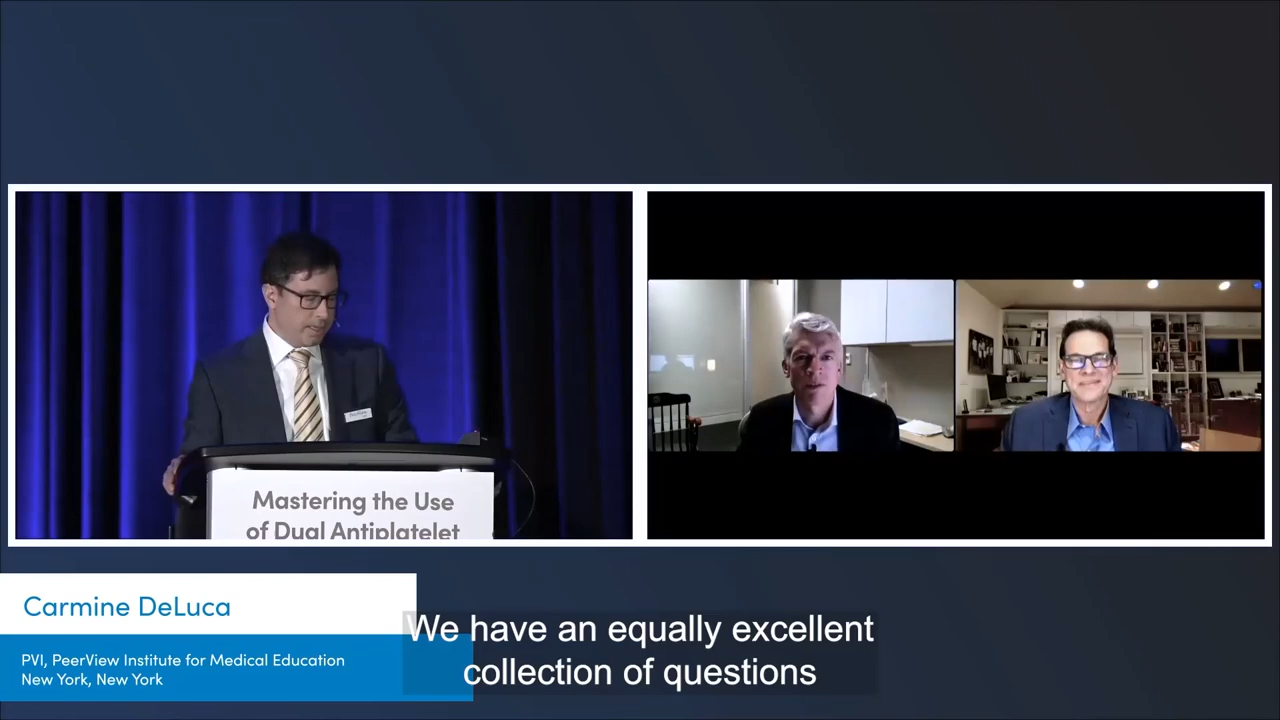 Mastering the Use
of Dual Antiplatelet
Carmine DeLuca
PVI, PeerView Institute for Medical Education
New York, New York
We have an equally excellent
collection of questions